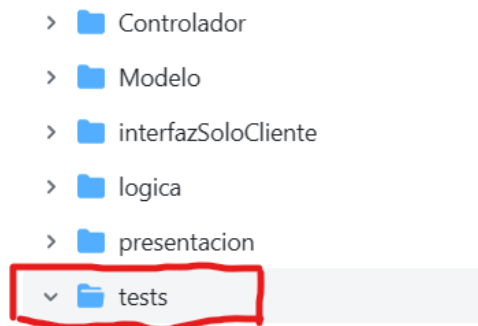 Controlador
Modelo
interfazSoloCliente
logica
presentacion
tests